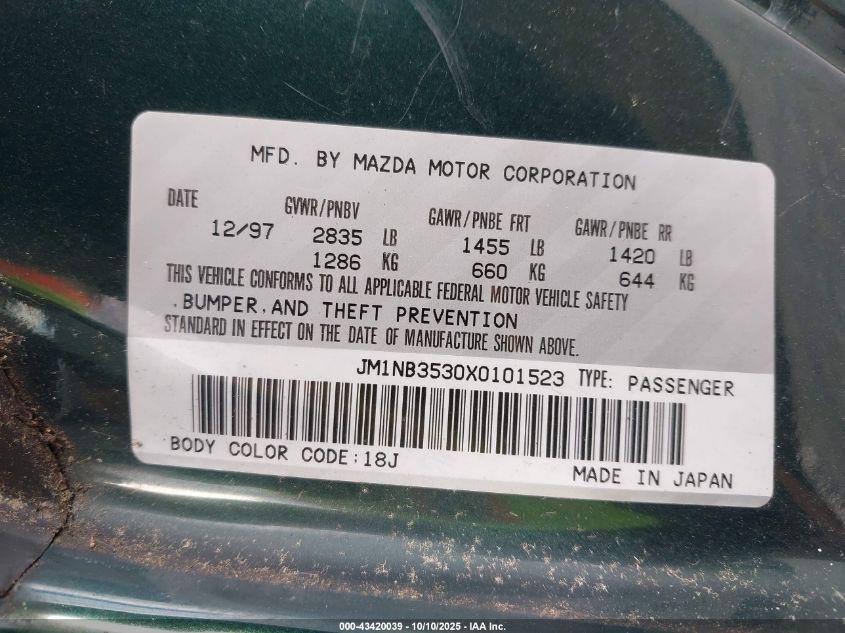 MFD. BY MAZDA MOTOR CORPORATION
DATE GVWR/PNBV GAWR/PNBE FRT GAWR/PNBE RR
12/97 2835 LB 1455 LB 1420 LB
1286 KG 660 KG 644 KG
THIS VEHICLE CONFORMS TO ALL APPLICABLE FEDERAL MOTOR VEHICLE SAFETY
, BUMPER, AND THEFT PREVENTION
STANDARD IN EFFECT ON THE DATE OF MANUFACTURE SHOWN ABOVE.
JM1NB3530X0101523 TYPE: PASSENGER
BODY COLOR CODE:18J
MADE IN JAPAN
000-43420039 - 10/10/2025 - IAA Inc.